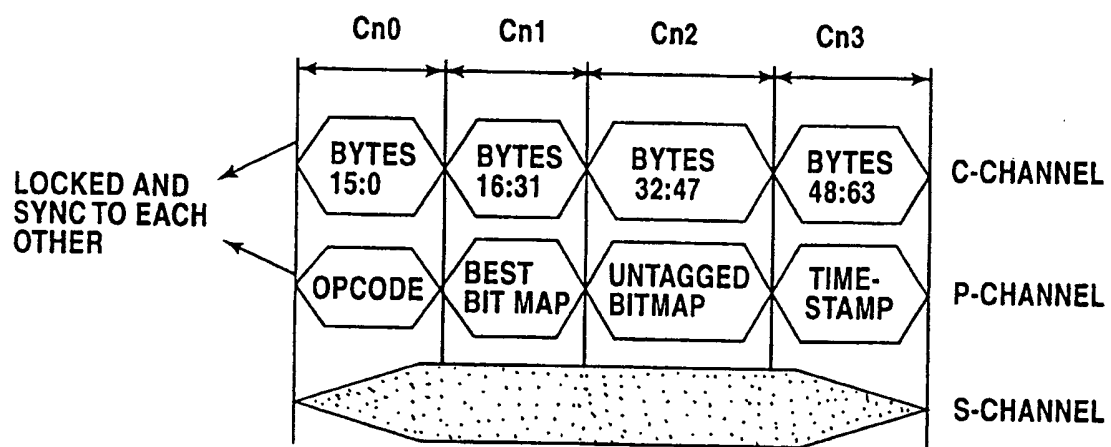 Cn0 Cn1 Cn2 Cn3
BYTES 15:0
BYTES 16:31
BYTES 32:47
BYTES 48:63
C-CHANNEL
LOCKED AND
SYNC TO EACH
OTHER
OPCODE
BEST
BIT MAP
UNTAGGED
BITMAP
TIME-
STAMP
P-CHANNEL
S-CHANNEL